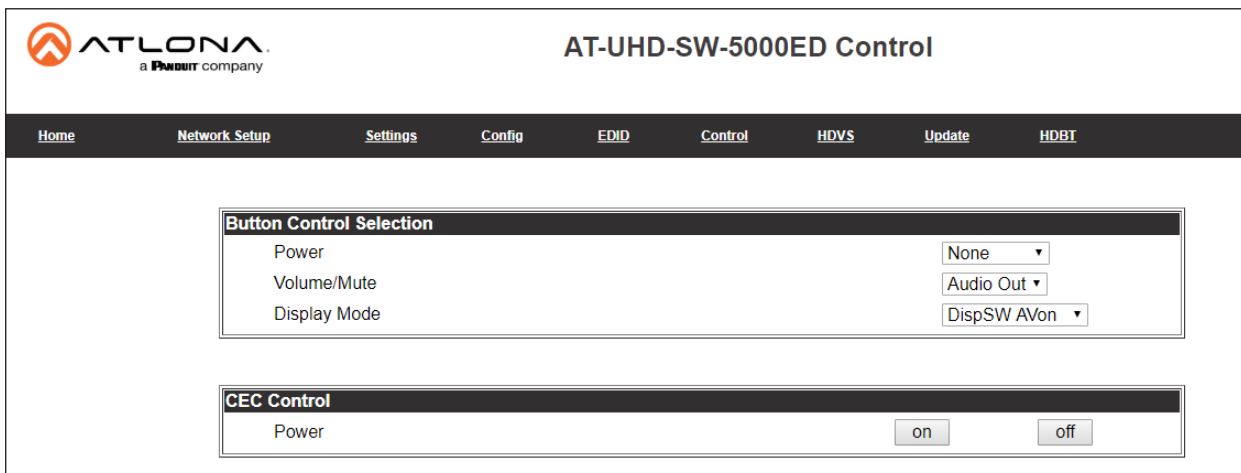 ATLONA.
a PANDUIT company
AT-UHD-SW-5000ED Control
Home Network Setup Settings Config EDID Control HDVS Update HDBT
Button Control Selection
Power None
Volume/Mute Audio Out
Display Mode DispSW AVon
CEC Control
Power on off